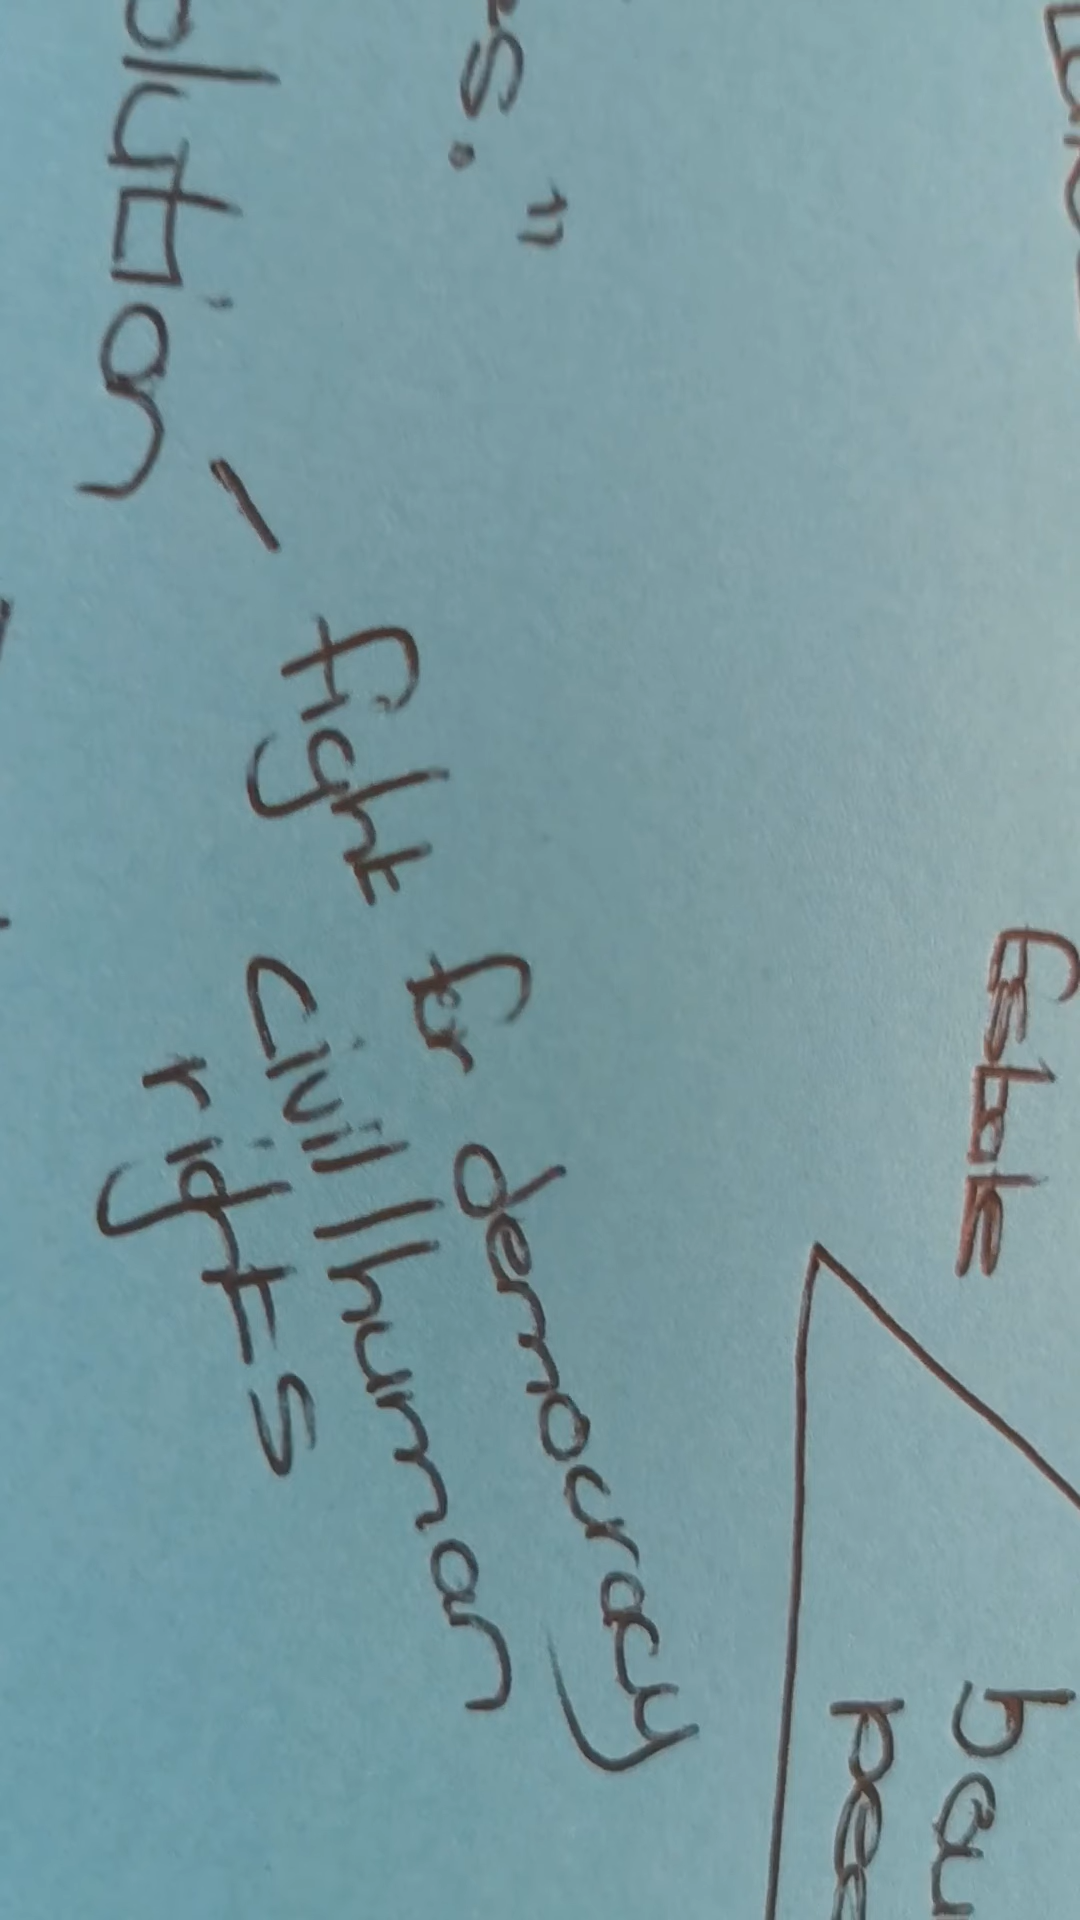 Estate
s."
olution - fight for democracy
civil / human
rights